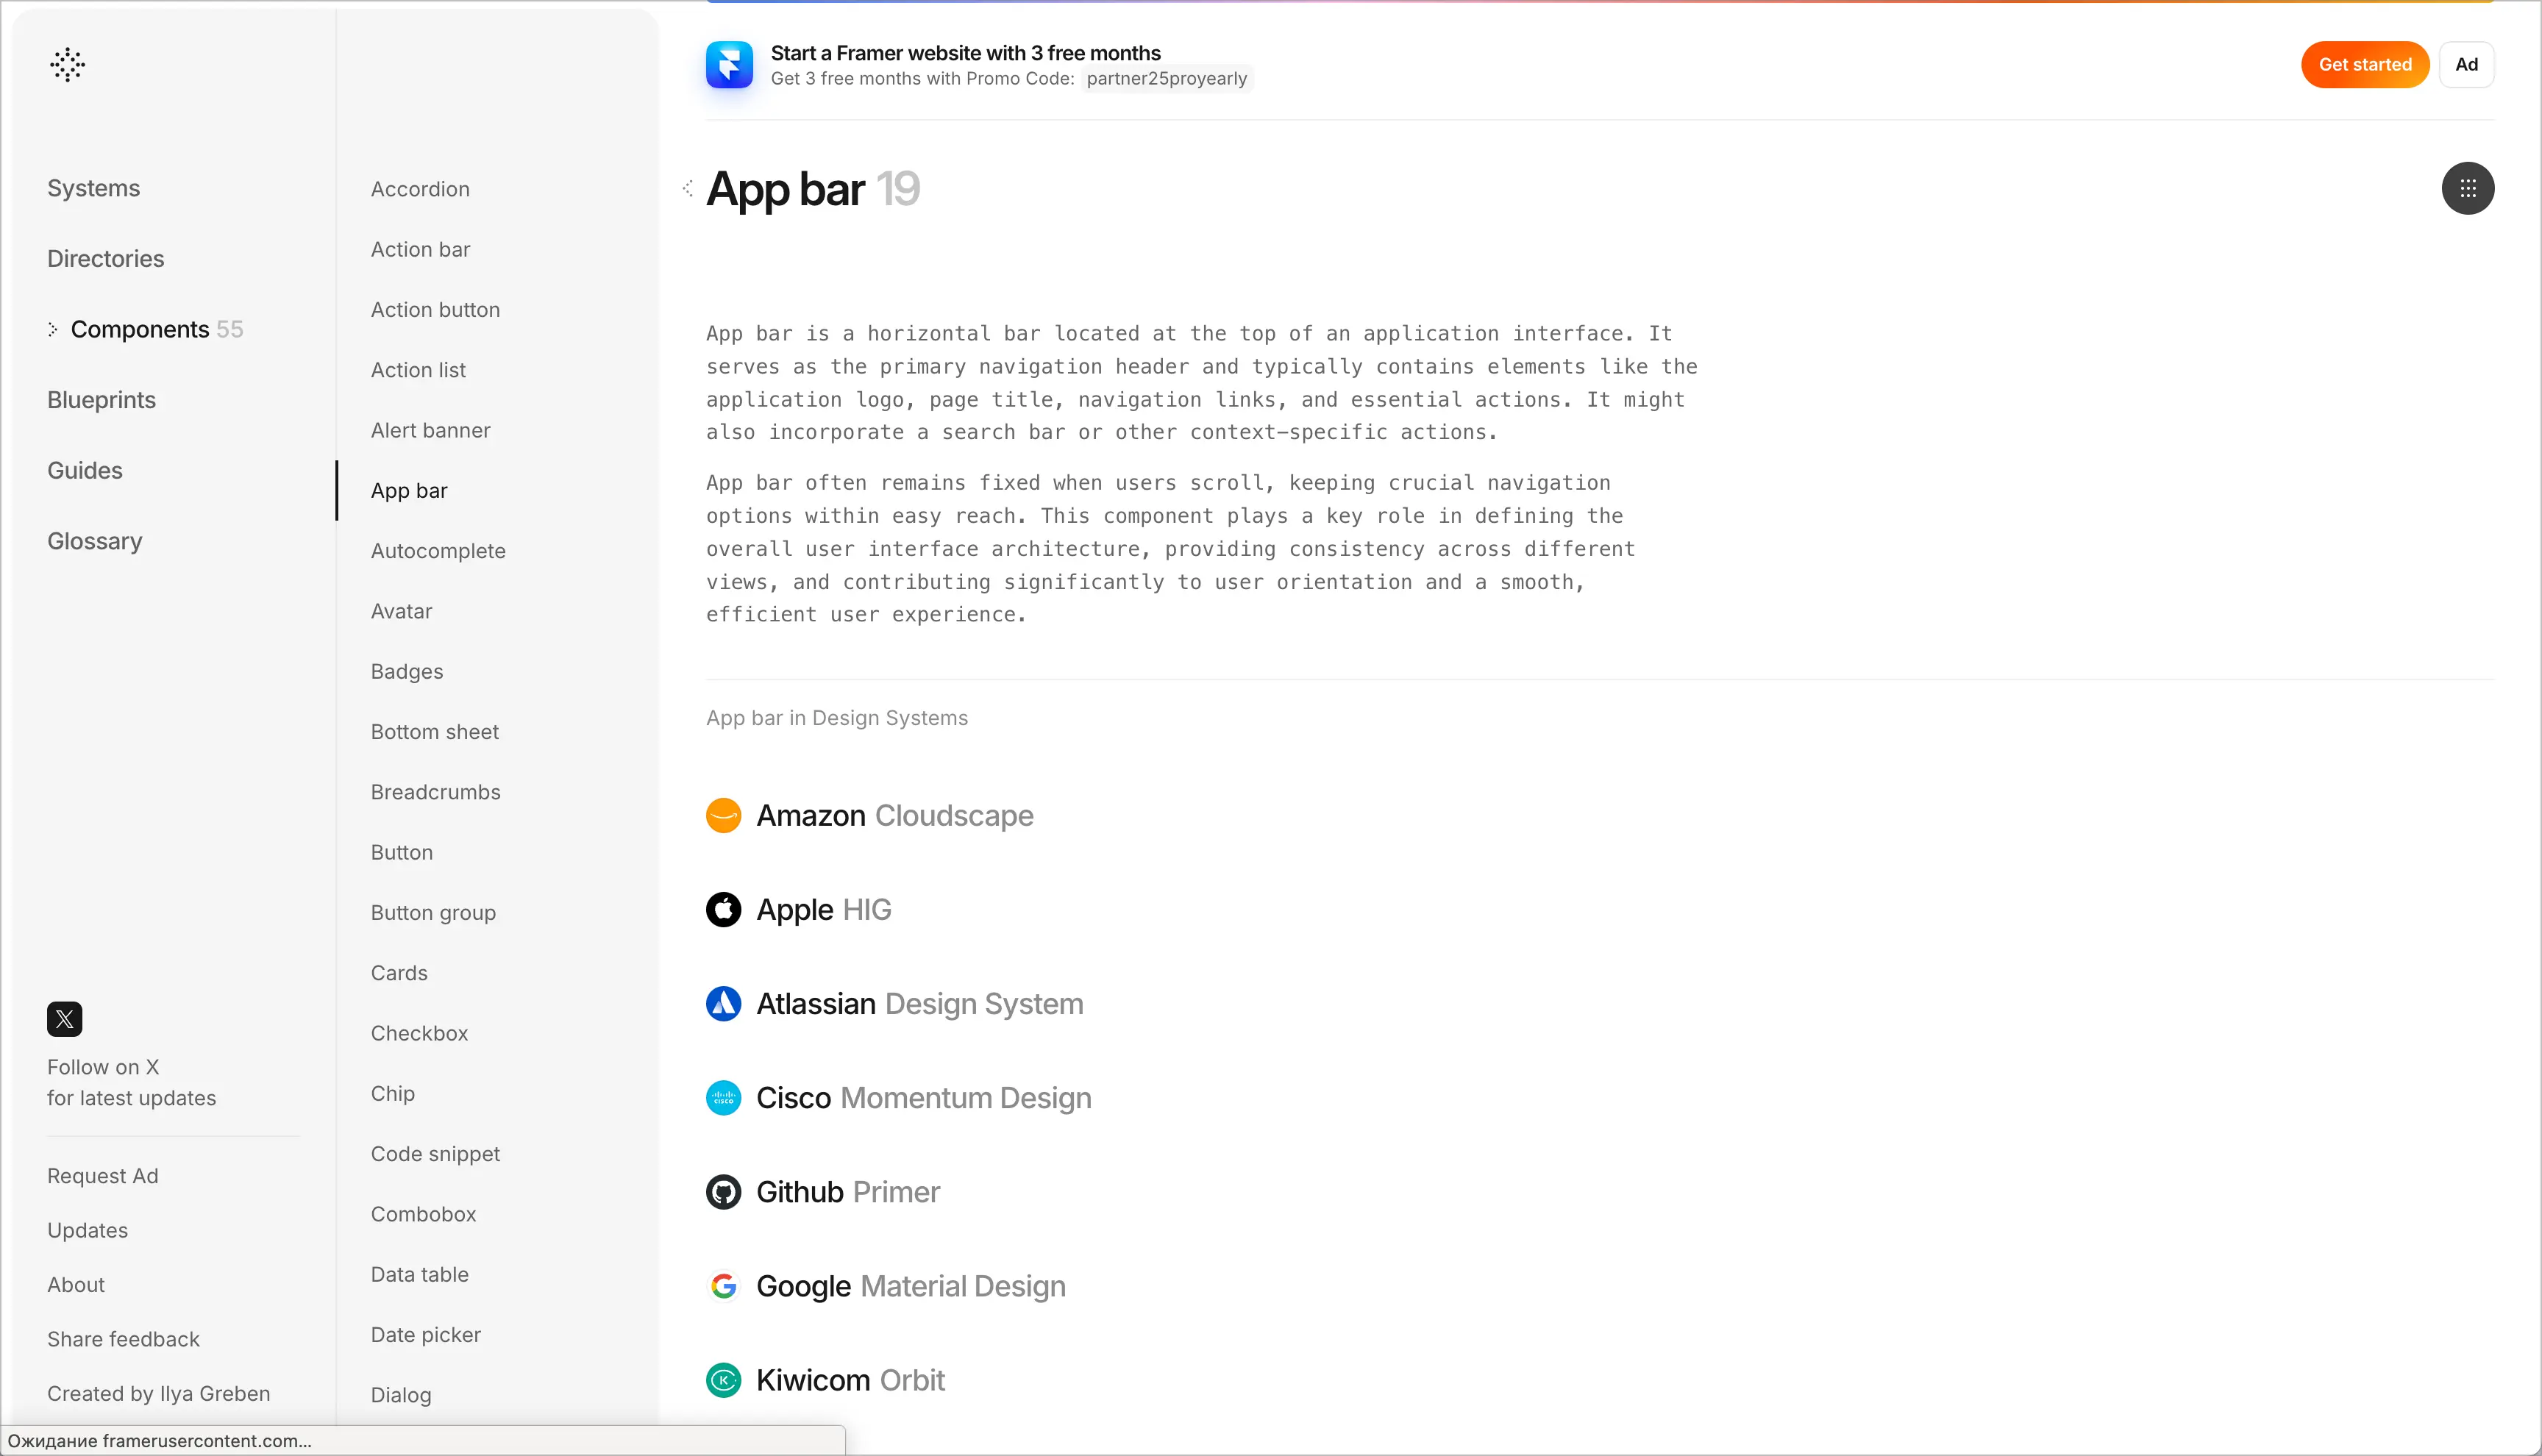 Systems
Directories
Components 55
Blueprints
Guides
Glossary
X
Follow on X
for latest updates
Request Ad
Updates
About
Share feedback
Created by Ilya Greben
Accordion
Action bar
Action button
Action list
Alert banner
App bar
Autocomplete
Avatar
Badges
Bottom sheet
Breadcrumbs
Button
Button group
Cards
Checkbox
Chip
Code snippet
Combobox
Data table
Date picker
Dialog
Start a Framer website with 3 free months
Get 3 free months with Promo Code: partner25proyearly
Get started
Ad
App bar 19
App bar is a horizontal bar located at the top of an application interface. It
serves as the primary navigation header and typically contains elements like the
application logo, page title, navigation links, and essential actions. It might
also incorporate a search bar or other context-specific actions.
App bar often remains fixed when users scroll, keeping crucial navigation
options within easy reach. This component plays a key role in defining the
overall user interface architecture, providing consistency across different
views, and contributing significantly to user orientation and a smooth,
efficient user experience.
App bar in Design Systems
Amazon Cloudscape
Apple HIG
Atlassian Design System
CISCO
Cisco Momentum Design
Github Primer
G
Google Material Design
K
Kiwicom Orbit
Ожидание framerusercontent.com...